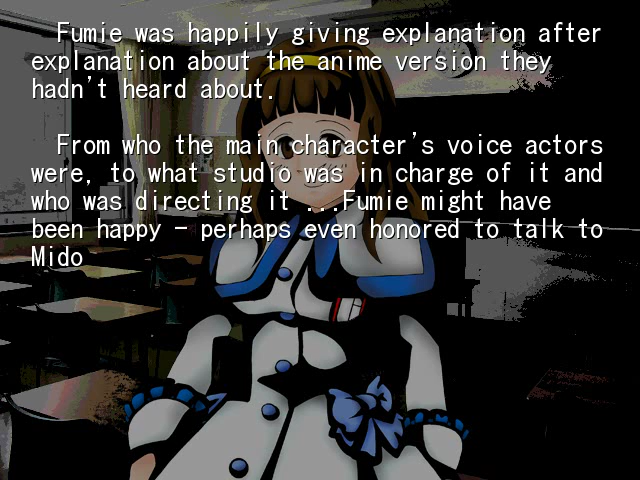 Fumie was happily giving explanation after
explanation about the anime version they
hadn't heard about.
From who the main character's voice actors
were, to what studio was in charge of it and
who was directing it ...Fumie might have
been happy - perhaps even honored to talk to
Mido